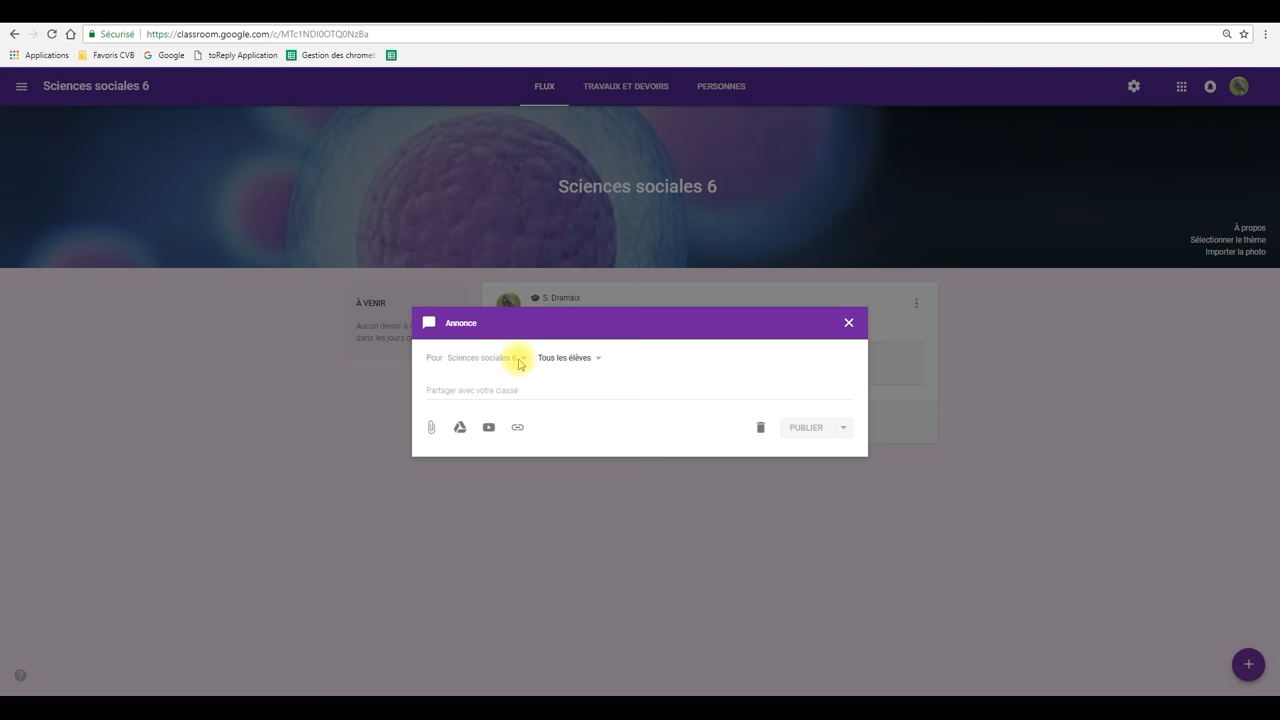 Sécurisé https://classroom.google.com/c/MTc1NDI0OTQ0NzBa
Applications Favoris CVB Google toReply Application Gestion des chrome
Sciences sociales 6 FLUX TRAVAUX ET DEVOIRS PERSONNES
Sciences sociales 6
À propos
Sélectionner le thème
Importer la photo
À VENIR
Aucun devoir à
dans les jours
S. Dramaix
Annonce
Pour Sciences sociales 6 Tous les élèves
Partager avec votre classe
PUBLIER